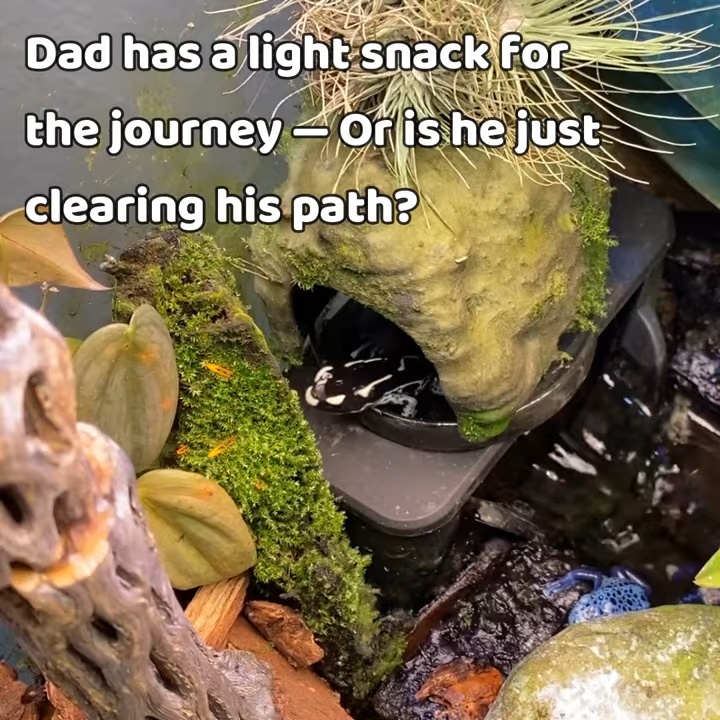 Dad has a light snack for
the journey — Or is he just
clearing his path?